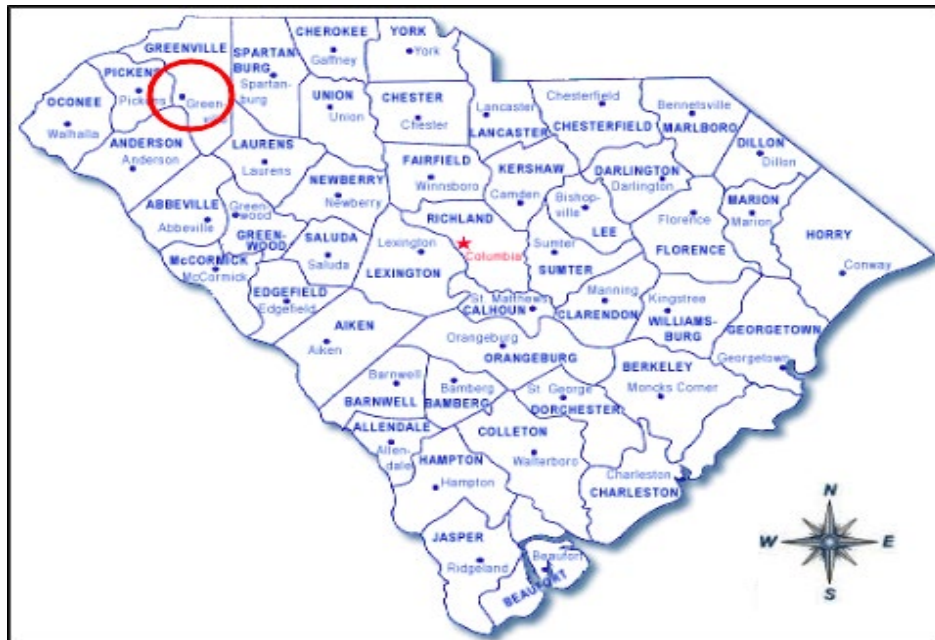 CHEROKEE
Gaffney
YORK
York
GREENVILLE
SPARTAN
BURG
Spartan-
burg
PICKENS
Pickens
Green-
ville
OCONEE
Walhalla
UNION
Union
CHESTER
Chester
Lancaster
LANCASTER
Chesterfield
CHESTERFIELD
Bennetsville
MARLBORO
DILLON
Dillon
ANDERSON
Anderson
LAURENS
Laurens
FAIRFIELD
Winnsboro
KERSHAW
Camden
DARLINGTON
Darlington
NEWBERRY
Newberry
Bishop-
ville
LEE
MARION
Marion
ABBEVILLE
Abbeville
Green-
wood
GREEN-
WOOD
SALUDA
Saluda
RICHLAND
Columbia
Lexington
LEXINGTON
Sumter
SUMTER
Florence
FLORENCE
HORRY
Conway
McCORMICK
McCormick
EDGEFIELD
Edgefield
St. Matthews
CALHOUN
Manning
CLARENDON
Kingstree
WILLIAMS-
BURG
GEORGETOWN
Georgetown
AIKEN
Aiken
Orangeburg
ORANGEBURG
BERKELEY
Moncks Corner
Barnwell
BARNWELL
Bamberg
BAMBERG
St. George
DORCHESTER
ALLENDALE
Allen-
dale
COLLETON
Walterboro
HAMPTON
Hampton
Charleston
CHARLESTON
JASPER
Ridgeland
Beaufort
BEAUFORT
N
W
E
S